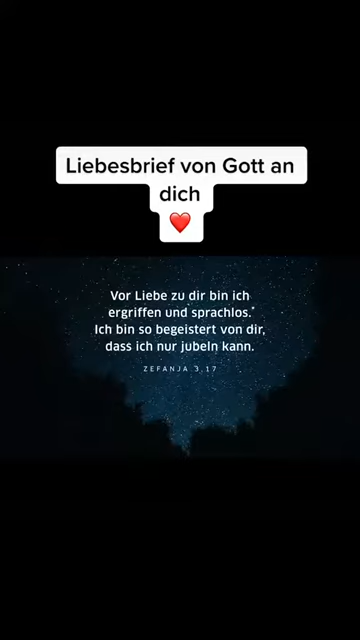 Liebesbrief von Gott an
dich
❤️
Vor Liebe zu dir bin ich
ergriffen und sprachlos.
Ich bin so begeistert von dir,
dass ich nur jubeln kann.
ZEFANJA 3,17